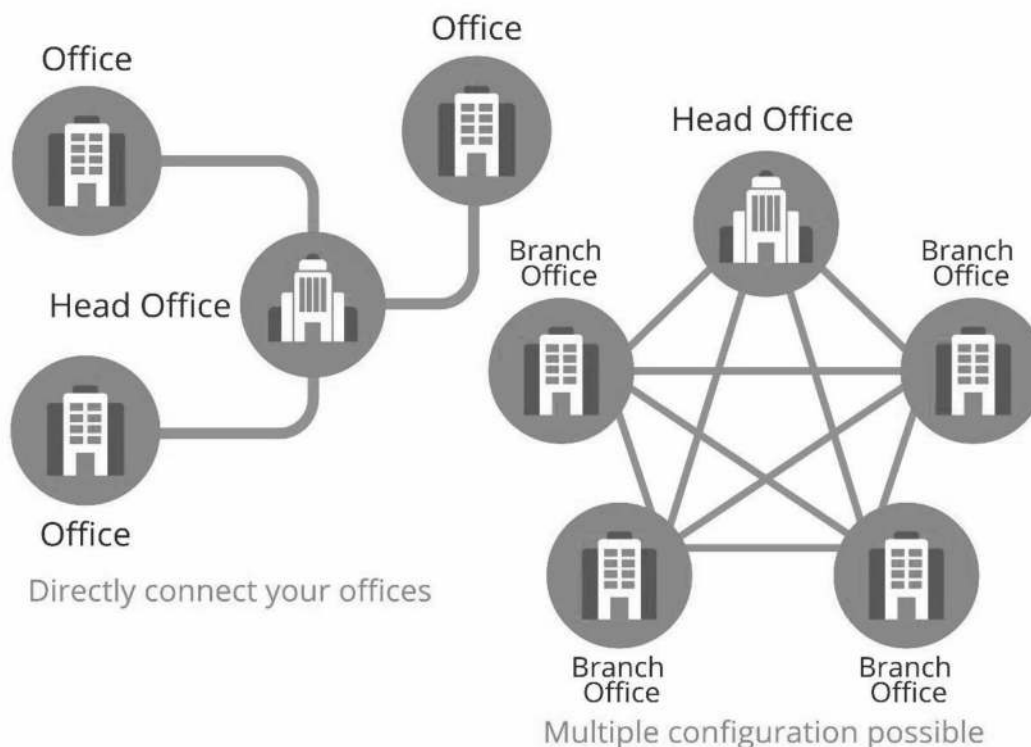 Office
Office
Head Office
Office
Directly connect your offices
Head Office
Branch
Office
Branch
Office
Branch
Office
Branch
Office
Multiple configuration possible